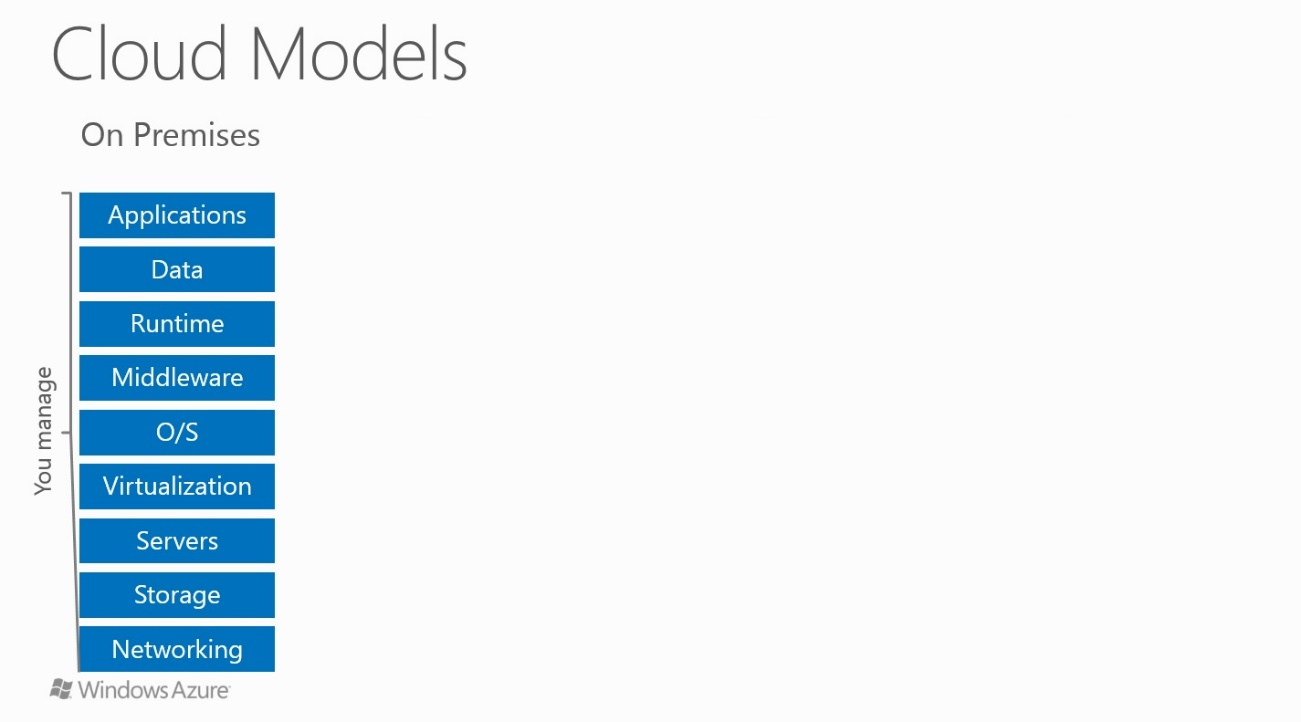 Cloud Models
On Premises
Applications
Data
Runtime
Middleware
O/S
Virtualization
Servers
Storage
Networking
You manage
Windows Azure